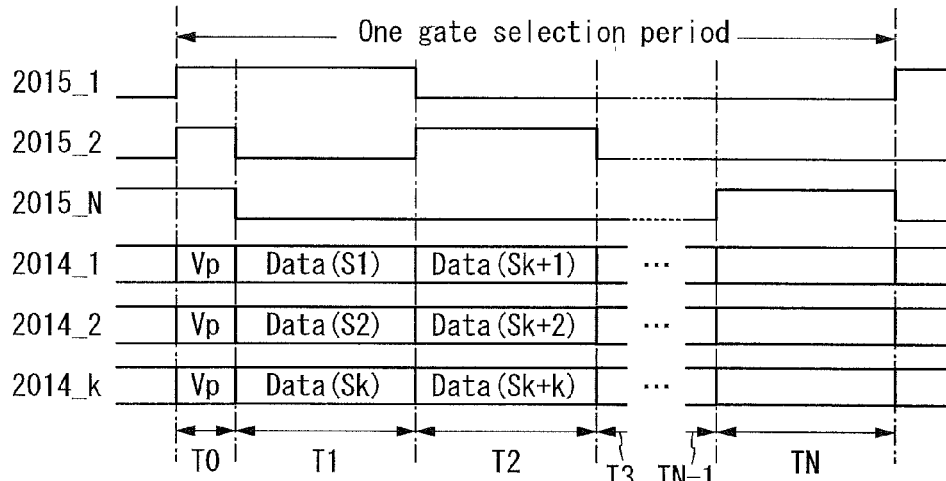 One gate selection period
2015_1
2015_2
2015_N
2014_1 Vp Data(S1) Data(Sk+1) ...
2014_2 Vp Data(S2) Data(Sk+2) ...
2014_k Vp Data(Sk) Data(Sk+k) ...
T0 T1 T2 T3 TN-1 TN